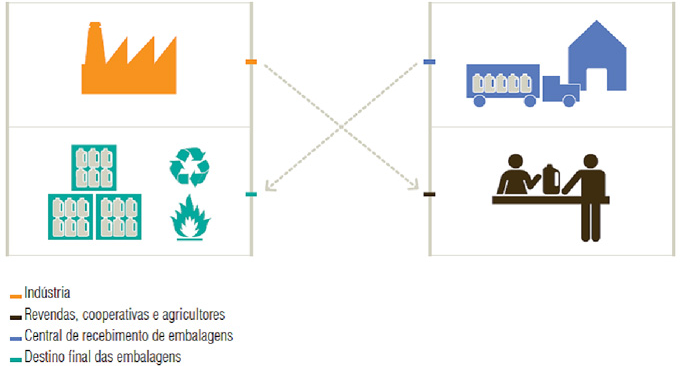 Indústria
Revendas, cooperativas e agricultores
Central de recebimento de embalagens
Destino final das embalagens